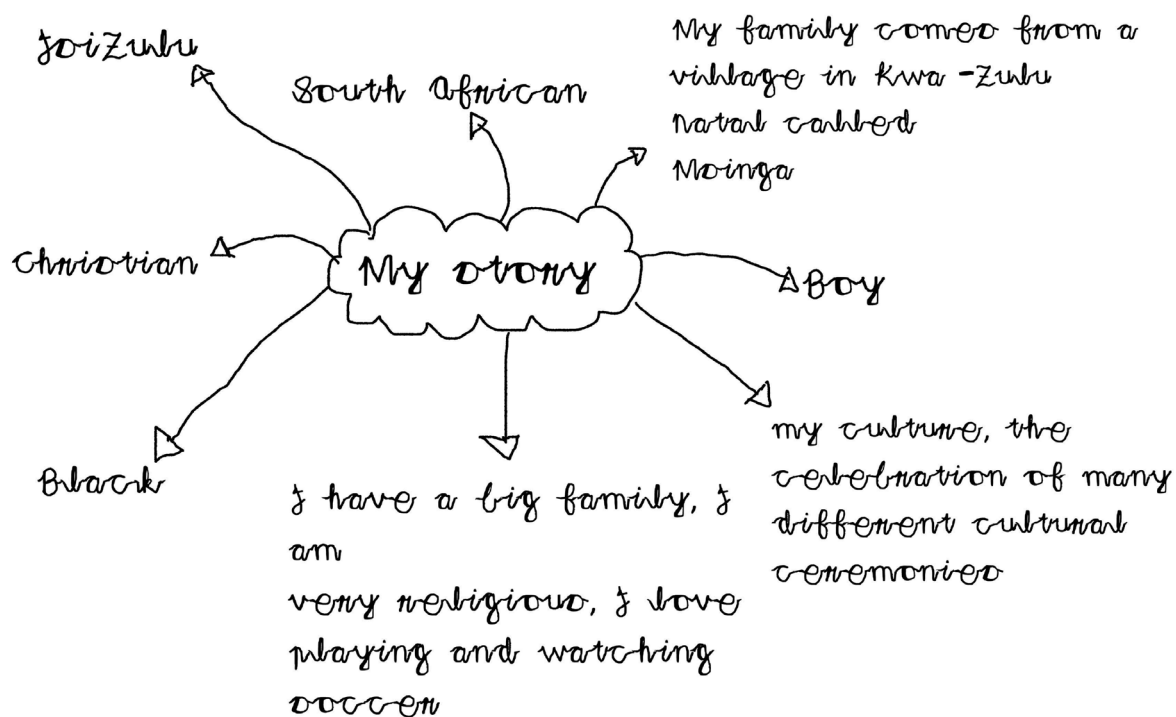 IsiZulu
South African
My family comes from a
village in Kwa-Zulu
Natal called
Msinga
Christian
My story
Boy
Black
I have a big family, I
am
very religious, I love
playing and watching
soccer
my culture, the
celebration of many
different cultural
ceremonies